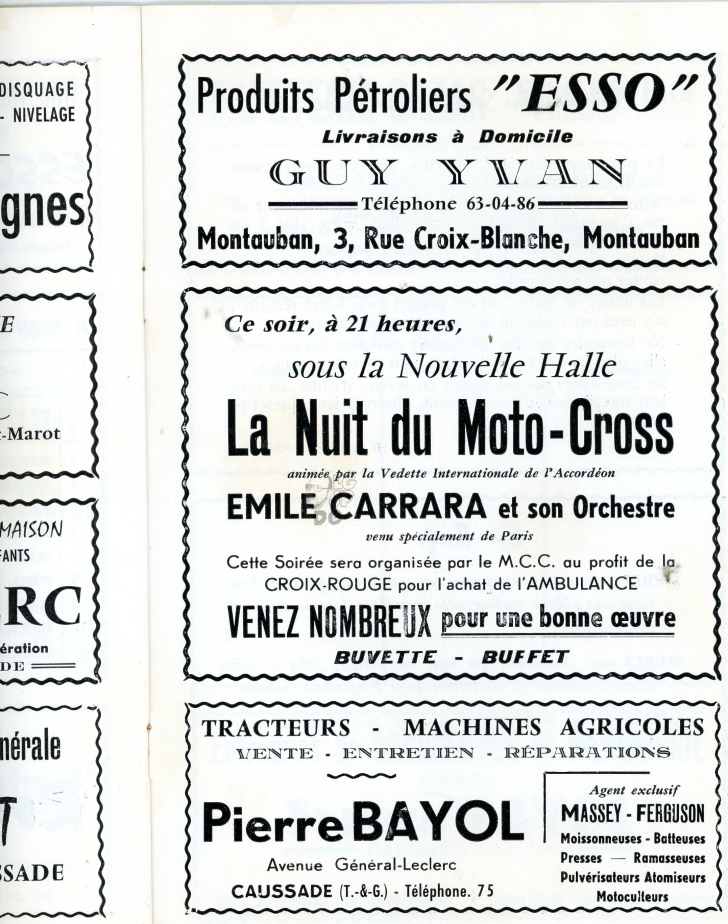 DISQUAGE
- NIVELAGE
gnes
E
-Marot
MAISON
FANTS
RC
ération
DE
nérale
T
SSADE
Produits Pétroliers "ESSO"
Livraisons à Domicile
GUY YVAN
Téléphone 63-04-86
Montauban, 3, Rue Croix-Blanche, Montauban
Ce soir, à 21 heures,
sous la Nouvelle Halle
La Nuit du Moto-Cross
animée par la Vedette Internationale de l'Accordéon
EMILE CARRARA et son Orchestre
venu spécialement de Paris
Cette Soirée sera organisée par le M.C.C. au profit de la
CROIX-ROUGE pour l'achat de l'AMBULANCE
VENEZ NOMBREUX pour une bonne œuvre
BUVETTE - BUFFET
TRACTEURS - MACHINES AGRICOLES
VENTE - ENTRETIEN - RÉPARATIONS
Pierre BAYOL
Avenue Général-Leclerc
CAUSSADE (T.-&-G.) - Téléphone. 75
Agent exclusif
MASSEY - FERGUSON
Moissonneuses - Batteuses
Presses — Ramasseuses
Pulvérisateurs Atomiseurs
Motoculteurs